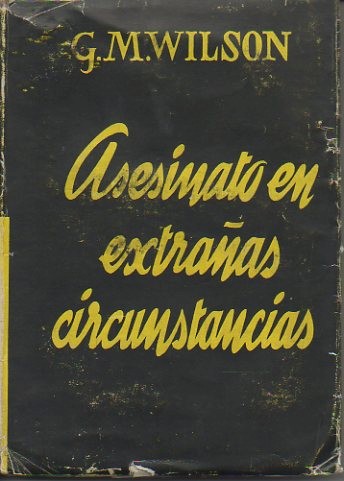 G.M.WILSON
Asesinato en
extrañas
circunstancias